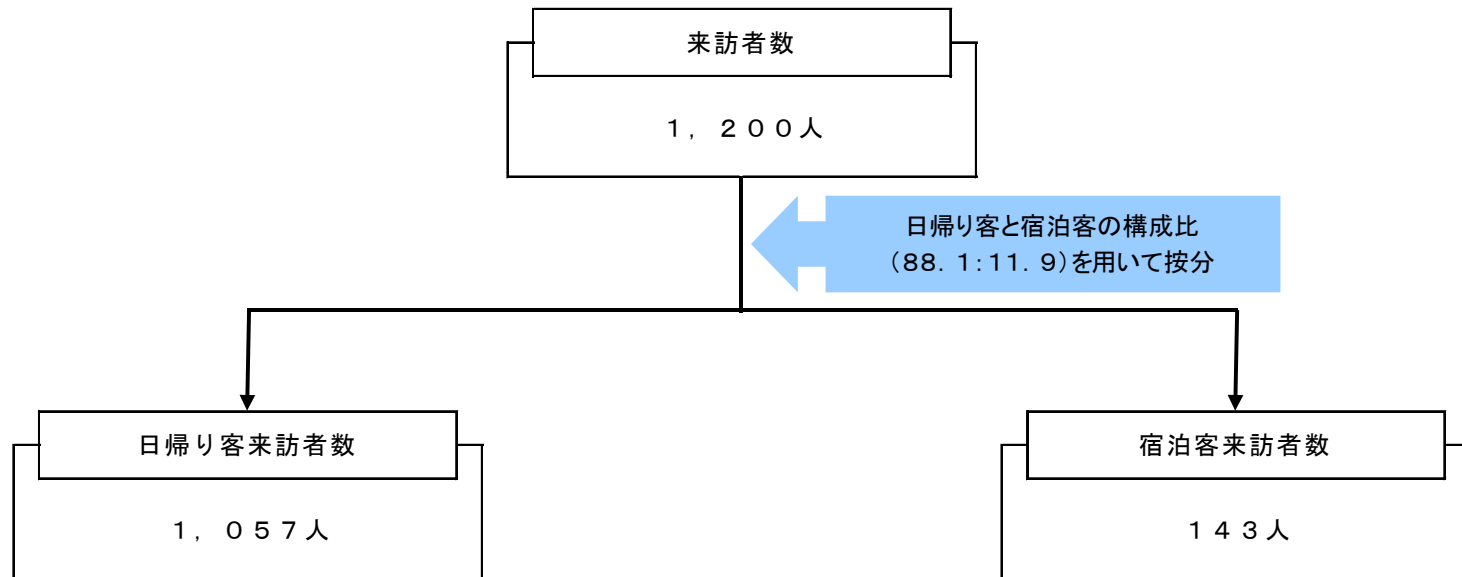 来訪者数
１，２００人
日帰り客と宿泊客の構成比
（８８．１：１１．９）を用いて按分
日帰り客来訪者数
宿泊客来訪者数
１，０５７人
１４３人